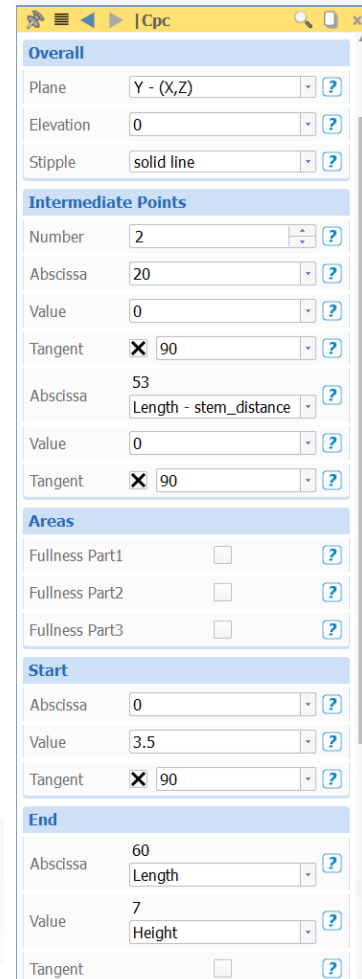 |Cpc
Overall
Plane Y - (X,Z) ?
Elevation 0 ?
Stipple solid line ?
Intermediate Points
Number 2 ?
Abscissa 20 ?
Value 0 ?
Tangent 90 ?
53
Abscissa Length - stem_distance ?
Value 0 ?
Tangent 90 ?
Areas
Fullness Part1 ?
Fullness Part2 ?
Fullness Part3 ?
Start
Abscissa 0 ?
Value 3.5 ?
Tangent 90 ?
End
60
Abscissa Length ?
7
Value Height ?
Tangent ?